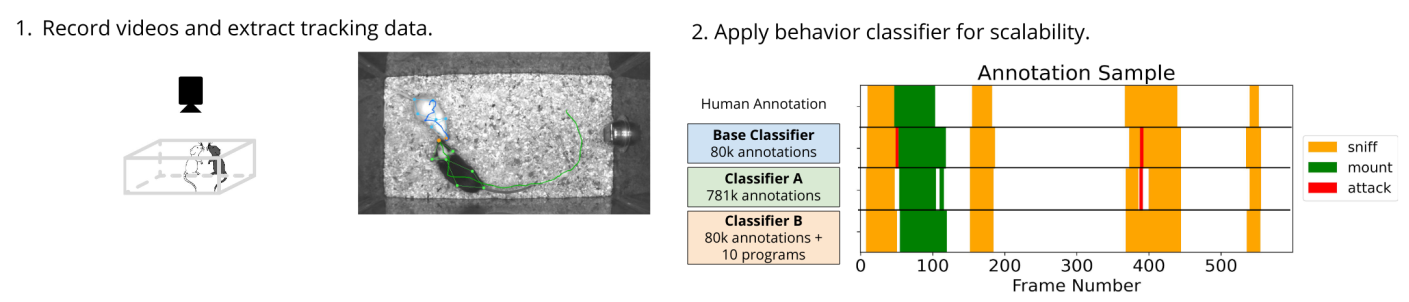 1. Record videos and extract tracking data.
2. Apply behavior classifier for scalability.
Annotation Sample
Human Annotation
Base Classifier
80k annotations
Classifier A
781k annotations
Classifier B
80k annotations +
10 programs
sniff
mount
attack
0 100 200 300 400 500
Frame Number